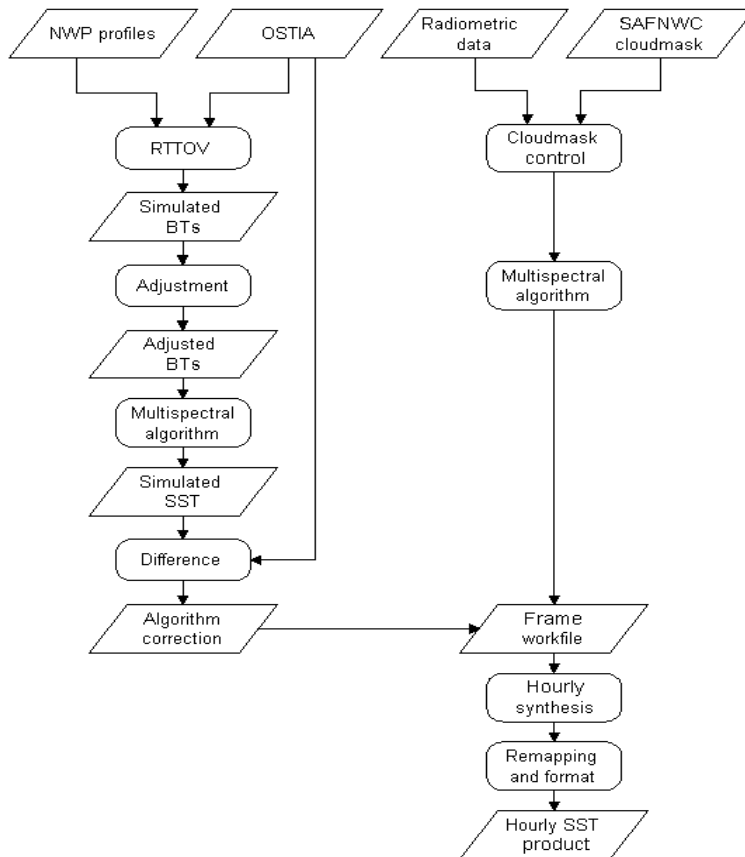 NWP profiles
OSTIA
Radiometric
data
SAFNWC
cloudmask
RTTOV
Cloudmask
control
Simulated
BTs
Adjustment
Multispectral
algorithm
Adjusted
BTs
Multispectral
algorithm
Simulated
SST
Difference
Algorithm
correction
Frame
workfile
Hourly
synthesis
Remapping
and format
Hourly SST
product